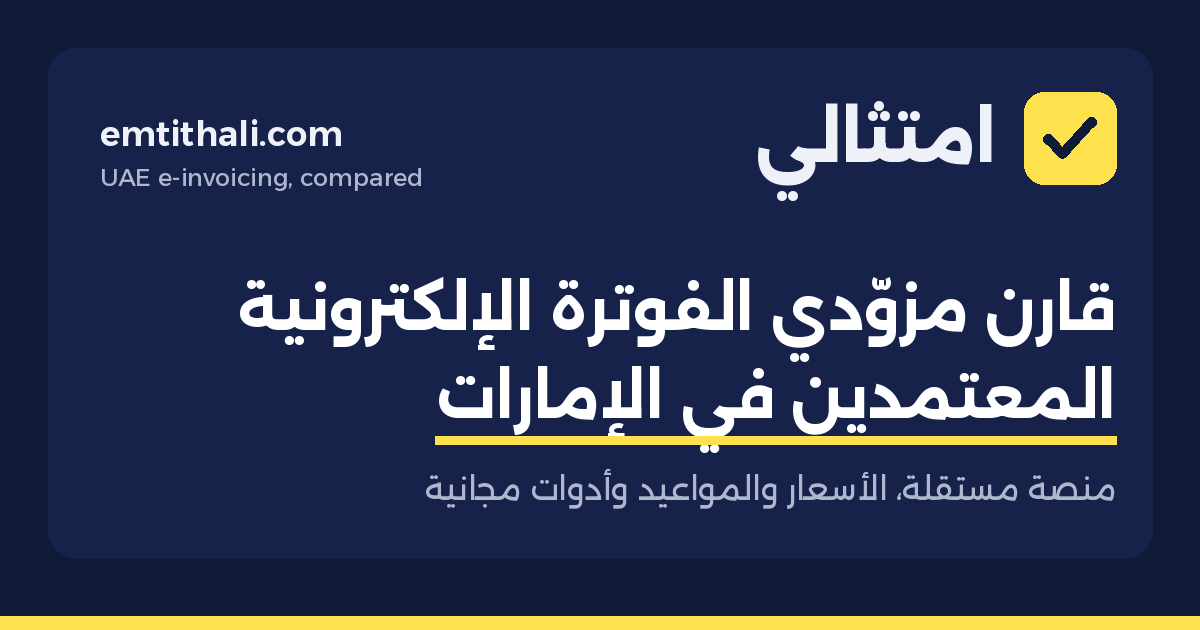 امتثالي
emtithali.com
UAE e-invoicing, compared
قارن مزوّدي الفوترة الإلكترونية
المعتمدين في الإمارات
منصة مستقلة، الأسعار والمواعيد وأدوات مجانية